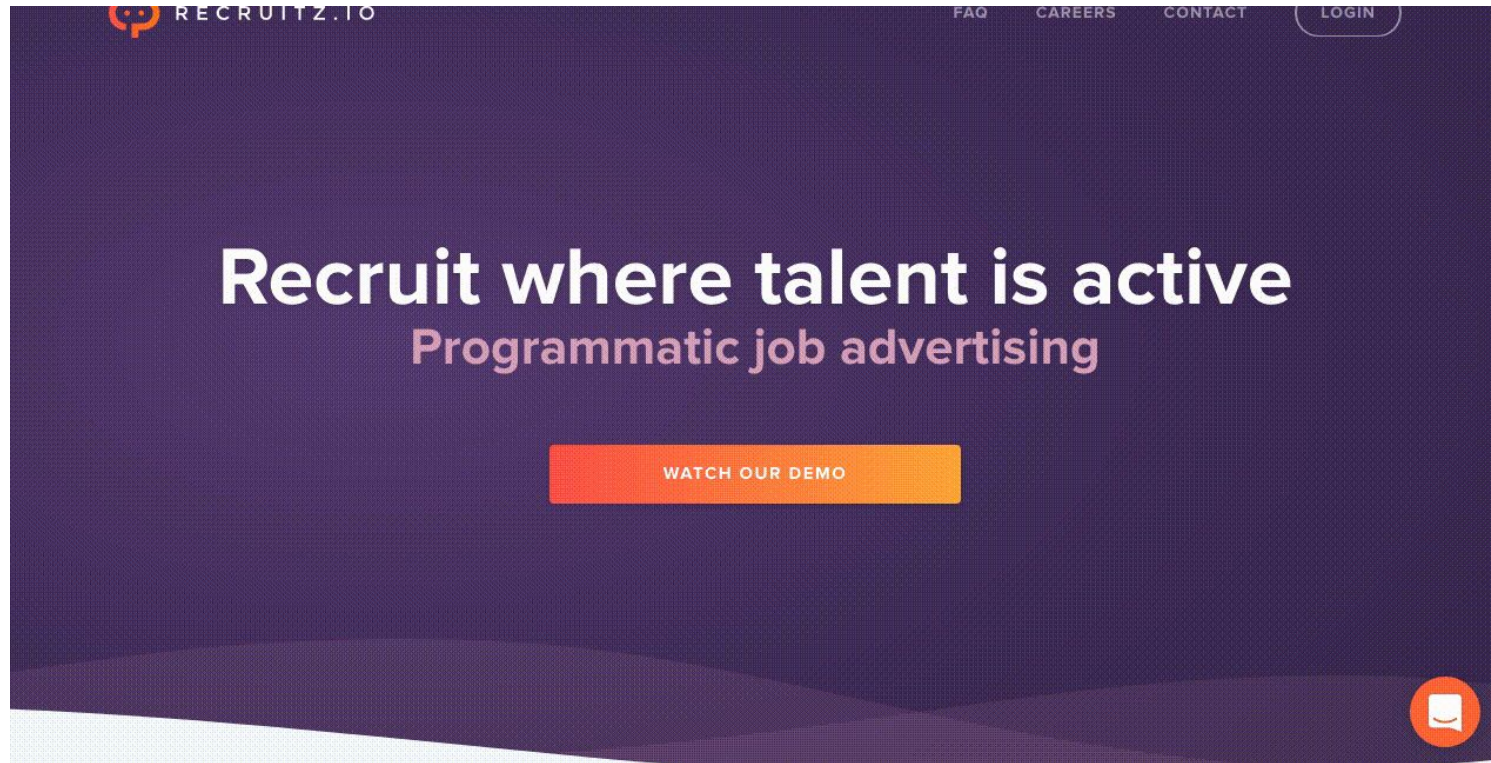 RECRUITZ.IO
FAQ CAREERS CONTACT LOGIN
Recruit where talent is active
Programmatic job advertising
WATCH OUR DEMO